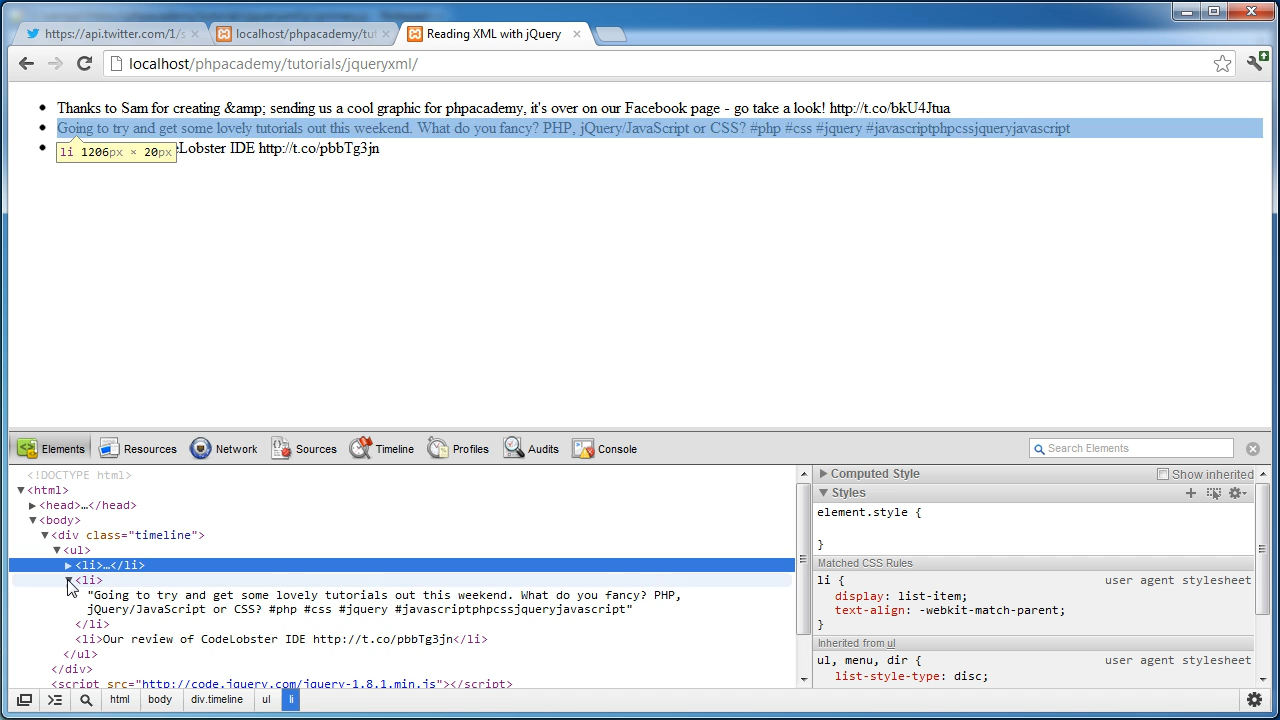 https://api.twitter.com/1/s
localhost/phpacademy/tut
Reading XML with jQuery
localhost/phpacademy/tutorials/jqueryxml/
Thanks to Sam for creating &amp; sending us a cool graphic for phpacademy, it's over on our Facebook page - go take a look! http://t.co/bkU4Jtua
Going to try and get some lovely tutorials out this weekend. What do you fancy? PHP, jQuery/JavaScript or CSS? #php #css #jquery #javascriptphpcssjqueryjavascript
li 1206px × 20px
eLobster IDE http://t.co/pbbTg3jn
Elements
Resources
Network
Sources
Timeline
Profiles
Audits
Console
Search Elements
<!DOCTYPE html>
<html>
<head>…</head>
<body>
<div class="timeline">
<ul>
<li>…</li>
<li>
"Going to try and get some lovely tutorials out this weekend. What do you fancy? PHP,
jQuery/JavaScript or CSS? #php #css #jquery #javascriptphpcssjqueryjavascript"
</li>
<li>Our review of CodeLobster IDE http://t.co/pbbTg3jn</li>
</ul>
</div>
<script src="http://code.jquery.com/jquery-1.8.1.min.js"></script>
Computed Style
Show inherited
Styles
element.style {
}
Matched CSS Rules
li {
user agent stylesheet
display: list-item;
text-align: -webkit-match-parent;
}
Inherited from ul
ul, menu, dir {
user agent stylesheet
list-style-type: disc;
html
body
div.timeline
ul
li